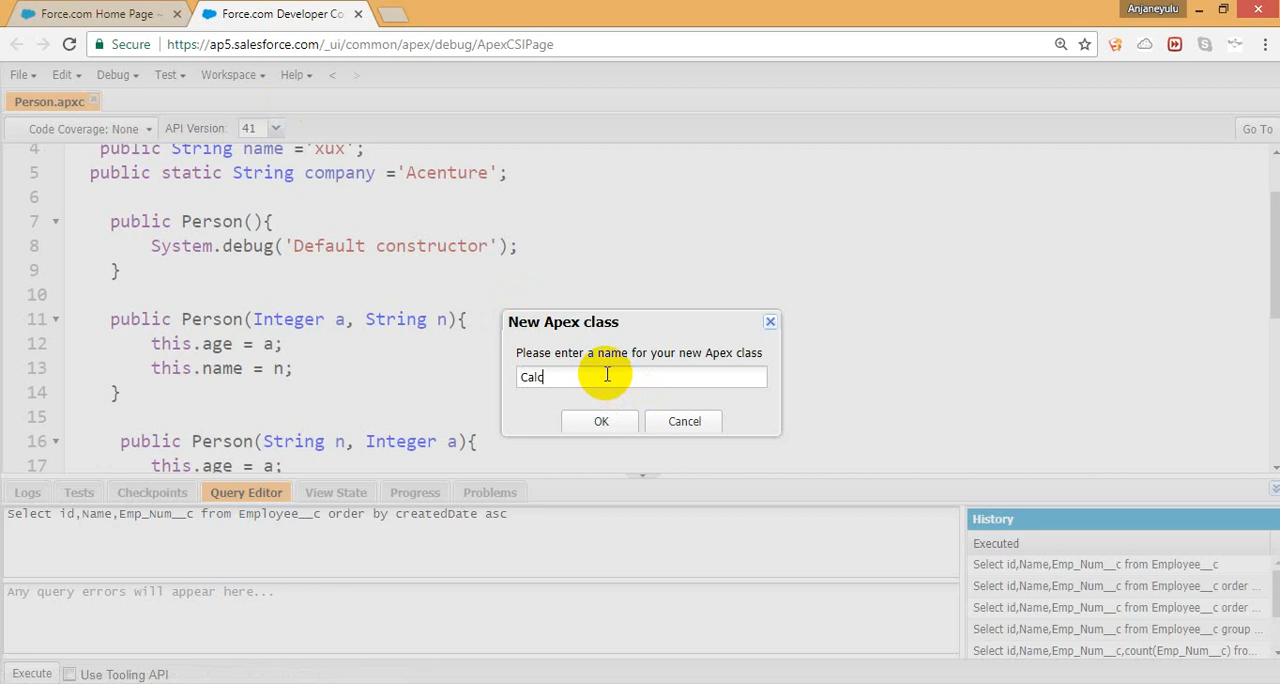 Force.com Home Page ~
Force.com Developer Co
Anjaneyulu
Secure
https://ap5.salesforce.com/_ui/common/apex/debug/ApexCSIPage
File Edit Debug Test Workspace Help < >
Person.apxc
Code Coverage: None API Version: 41 Go To
4 public String name ='xux';
5 public static String company ='Acenture';
6
7 public Person(){
8 System.debug('Default constructor');
9 }
10
11 public Person(Integer a, String n){
12 this.age = a;
13 this.name = n;
14 }
15
16 public Person(String n, Integer a){
17 this.age = a;
New Apex class
Please enter a name for your new Apex class
Calc
OK Cancel
Logs Tests Checkpoints Query Editor View State Progress Problems
Select id,Name,Emp_Num__c from Employee__c order by createdDate asc
Any query errors will appear here...
History
Executed
Select id,Name,Emp_Num__c from Employee__c
Select id,Name,Emp_Num__c from Employee__c order ...
Select id,Name,Emp_Num__c from Employee__c order ...
Select id,Name,Emp_Num__c from Employee__c group ...
Select id,Name,Emp_Num__c,count(Emp_Num__c) fro...
Execute Use Tooling API